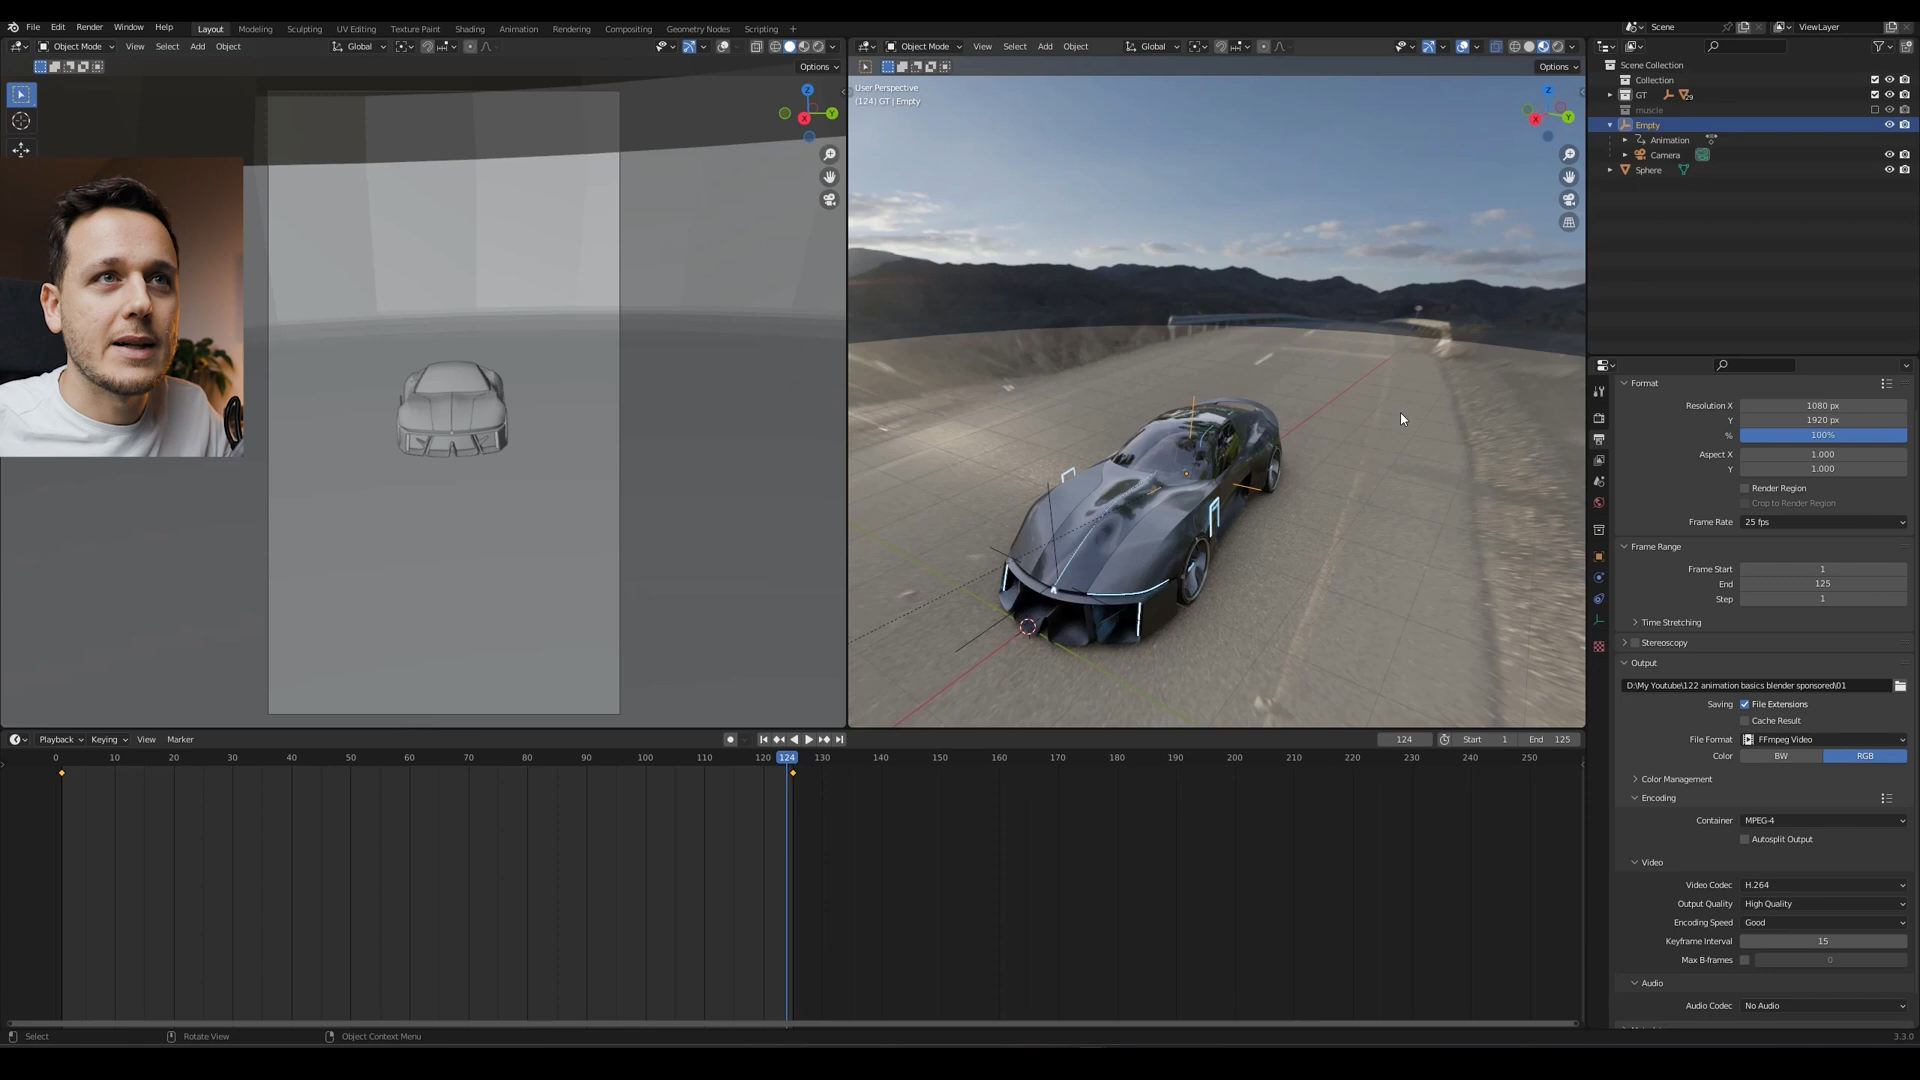 File Edit Render Window Help Layout Modeling Sculpting UV Editing Texture Paint Shading Animation Rendering Compositing Geometry Nodes Scripting + Scene ViewLayer
Object Mode View Select Add Object Global
Object Mode View Select Add Object Global
Options
Options
User Perspective
(124) GT | Empty
Z
Y
X
Z
Y
X
Scene Collection
Collection
GT 29
muscle
Empty
Animation
Camera
Sphere
Format
Resolution X 1080 px
Y 1920 px
% 100%
Aspect X 1.000
Y 1.000
Render Region
Crop to Render Region
Frame Rate 25 fps
Frame Range
Frame Start 1
End 125
Step 1
Time Stretching
Stereoscopy
Output
D:\My Youtube\122 animation basics blender sponsored\01
Saving File Extensions
Cache Result
File Format FFmpeg Video
Color BW RGB
Color Management
Encoding
Container MPEG-4
Autosplit Output
Video
Video Codec H.264
Output Quality High Quality
Encoding Speed Good
Keyframe Interval 15
Max B-frames 0
Audio
Audio Codec No Audio
Playback Keying View Marker 124 Start 1 End 125
0 10 20 30 40 50 60 70 80 90 100 110 120 124 130 140 150 160 170 180 190 200 210 220 230 240 250
Select Rotate View Object Context Menu 3.3.0